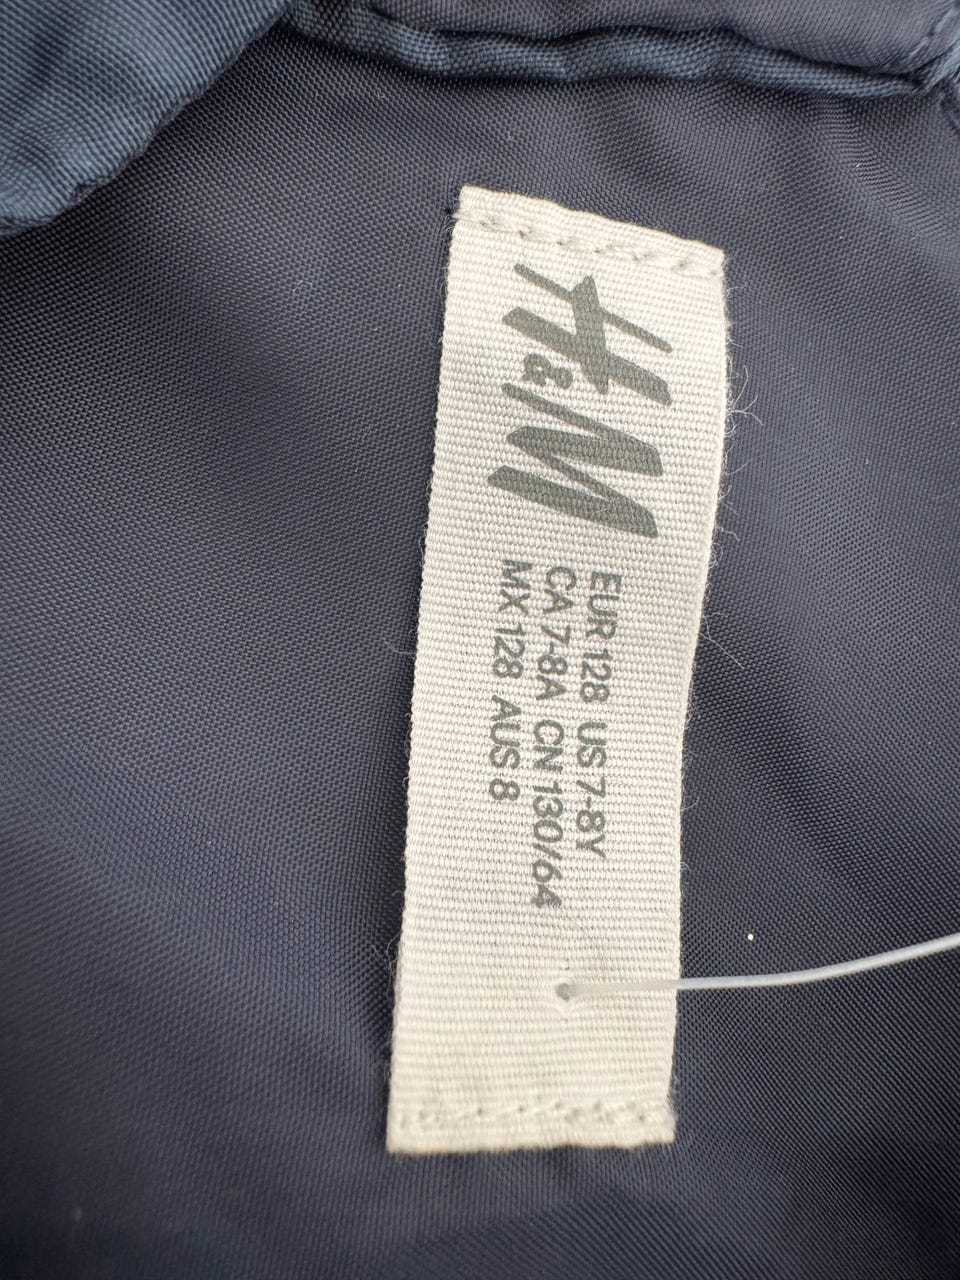 H&M
EUR 128 US 7-8Y
CA 7-8A CN 130/64
MX 128 AUS 8